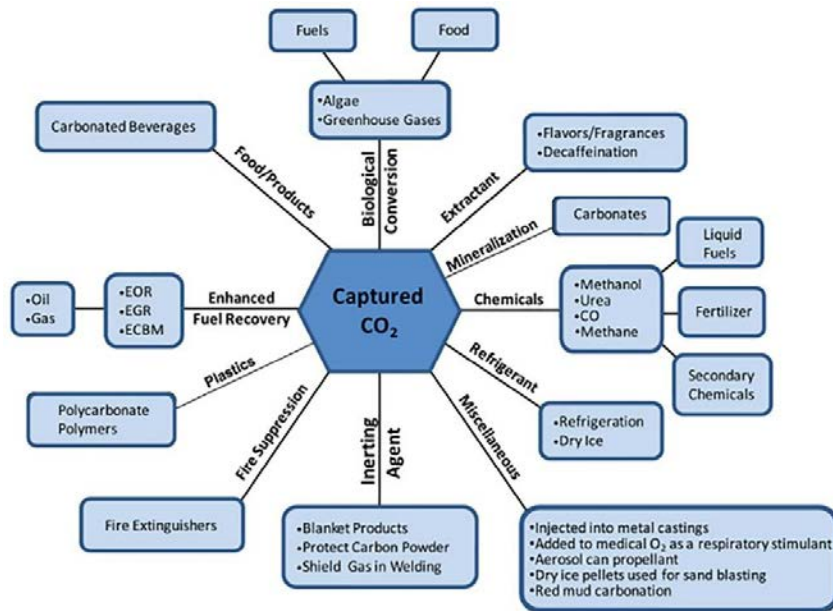 Fuels
Food
•Algae
•Greenhouse Gases
Carbonated Beverages
•Flavors/Fragrances
•Decaffeination
Food/Products
Biological
Conversion
Extractant
Mineralization
Carbonates
Liquid
Fuels
•Oil
•Gas
•EOR
•EGR
•ECBM
Enhanced
Fuel Recovery
Captured
CO₂
Chemicals
•Methanol
•Urea
•CO
•Methane
Fertilizer
Secondary
Chemicals
Plastics
Polycarbonate
Polymers
Refrigerant
•Refrigeration
•Dry Ice
Fire Suppression
Fire Extinguishers
Inerting
Agent
•Blanket Products
•Protect Carbon Powder
•Shield Gas in Welding
Miscellaneous
•Injected into metal castings
•Added to medical O₂ as a respiratory stimulant
•Aerosol can propellant
•Dry ice pellets used for sand blasting
•Red mud carbonation